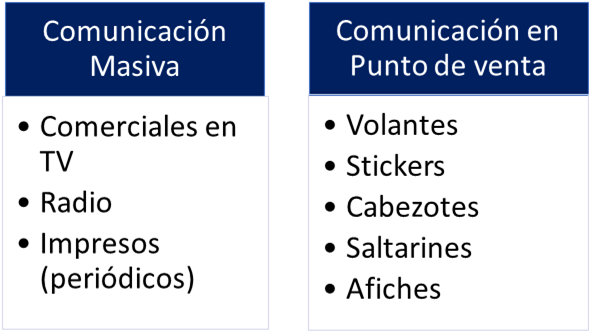 Comunicación
Masiva
• Comerciales en
TV
• Radio
• Impresos
(periódicos)
Comunicación en
Punto de venta
• Volantes
• Stickers
• Cabezotes
• Saltarines
• Afiches